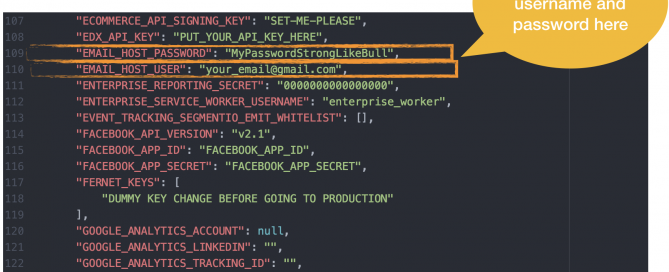 username and
password here
107 "ECOMMERCE_API_SIGNING_KEY": "SET-ME-PLEASE",
108 "EDX_API_KEY": "PUT_YOUR_API_KEY_HERE",
109 "EMAIL_HOST_PASSWORD": "MyPasswordStrongLikeBull",
110 "EMAIL_HOST_USER": "your_email@gmail.com",
111 "ENTERPRISE_REPORTING_SECRET": "0000000000000000",
112 "ENTERPRISE_SERVICE_WORKER_USERNAME": "enterprise_worker",
113 "EVENT_TRACKING_SEGMENTIO_EMIT_WHITELIST": [],
114 "FACEBOOK_API_VERSION": "v2.1",
115 "FACEBOOK_APP_ID": "FACEBOOK_APP_ID",
116 "FACEBOOK_APP_SECRET": "FACEBOOK_APP_SECRET",
117 "FERNET_KEYS": [
118 "DUMMY KEY CHANGE BEFORE GOING TO PRODUCTION"
119 ],
120 "GOOGLE_ANALYTICS_ACCOUNT": null,
121 "GOOGLE_ANALYTICS_LINKEDIN": "",
122 "GOOGLE_ANALYTICS_TRACKING_ID": "",